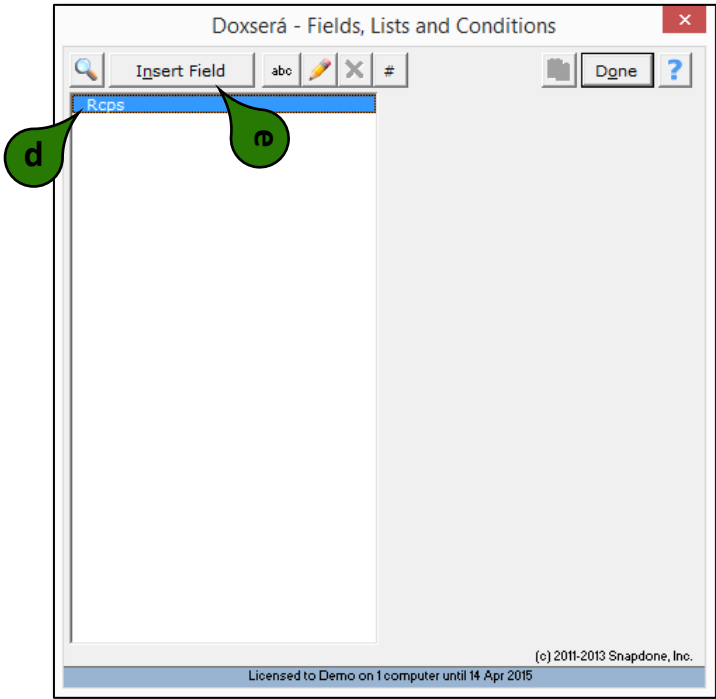 Doxserá - Fields, Lists and Conditions
×
Insert Field abc # Done ?
Rcps
d
e
(c) 2011-2013 Snapdone, Inc.
Licensed to Demo on 1 computer until 14 Apr 2015